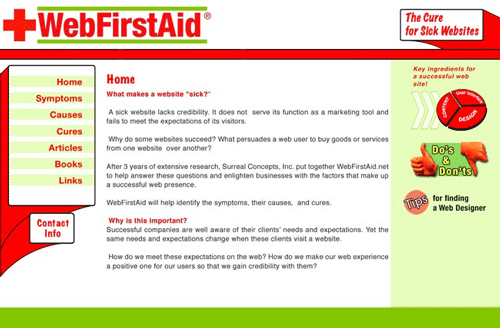 WebFirstAid®
The Cure
for Sick Websites
Home
Symptoms
Causes
Cures
Articles
Books
Links
Contact
Info
Home
What makes a website "sick?"
A sick website lacks credibility. It does not serve its function as a marketing tool and
fails to meet the expectations of its visitors.
Why do some websites succeed? What persuades a web user to buy goods or services
from one website over another?
After 3 years of extensive research, Surreal Concepts, Inc. put together WebFirstAid.net
to help answer these questions and enlighten businesses with the factors that make up
a successful web presence.
WebFirstAid will help identify the symptoms, their causes, and cures.
Why is this important?
Successful companies are well aware of their clients' needs and expectations. Yet the
same needs and expectations change when these clients visit a website.
How do we meet these expectations on the web? How do we make our web experience
a positive one for our users so that we gain credibility with them?
Key ingredients for
a successful web
site!
CONTENT
User Interface
DESIGN
Do's
&
Don'ts
Tips for finding
a Web Designer